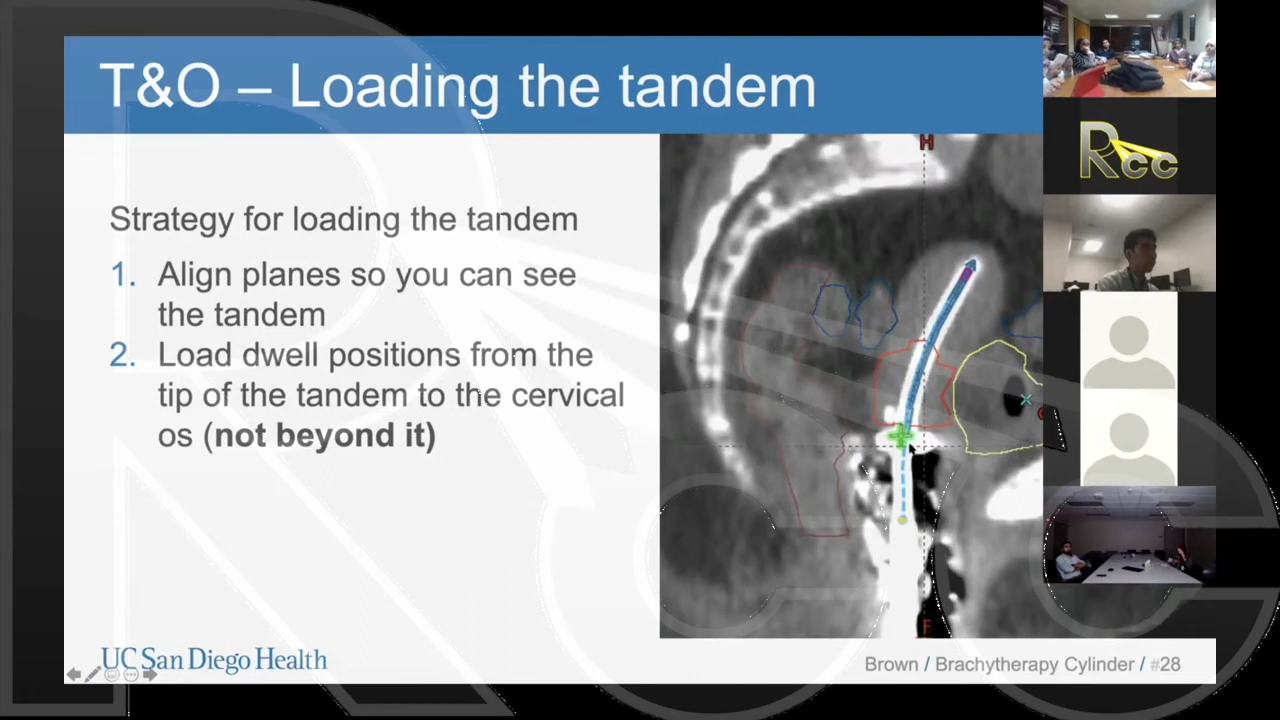 T&O – Loading the tandem
Strategy for loading the tandem
1. Align planes so you can see
the tandem
2. Load dwell positions from the
tip of the tandem to the cervical
os (not beyond it)
H
F
Rcc
UC San Diego Health
Brown / Brachytherapy Cylinder / #28